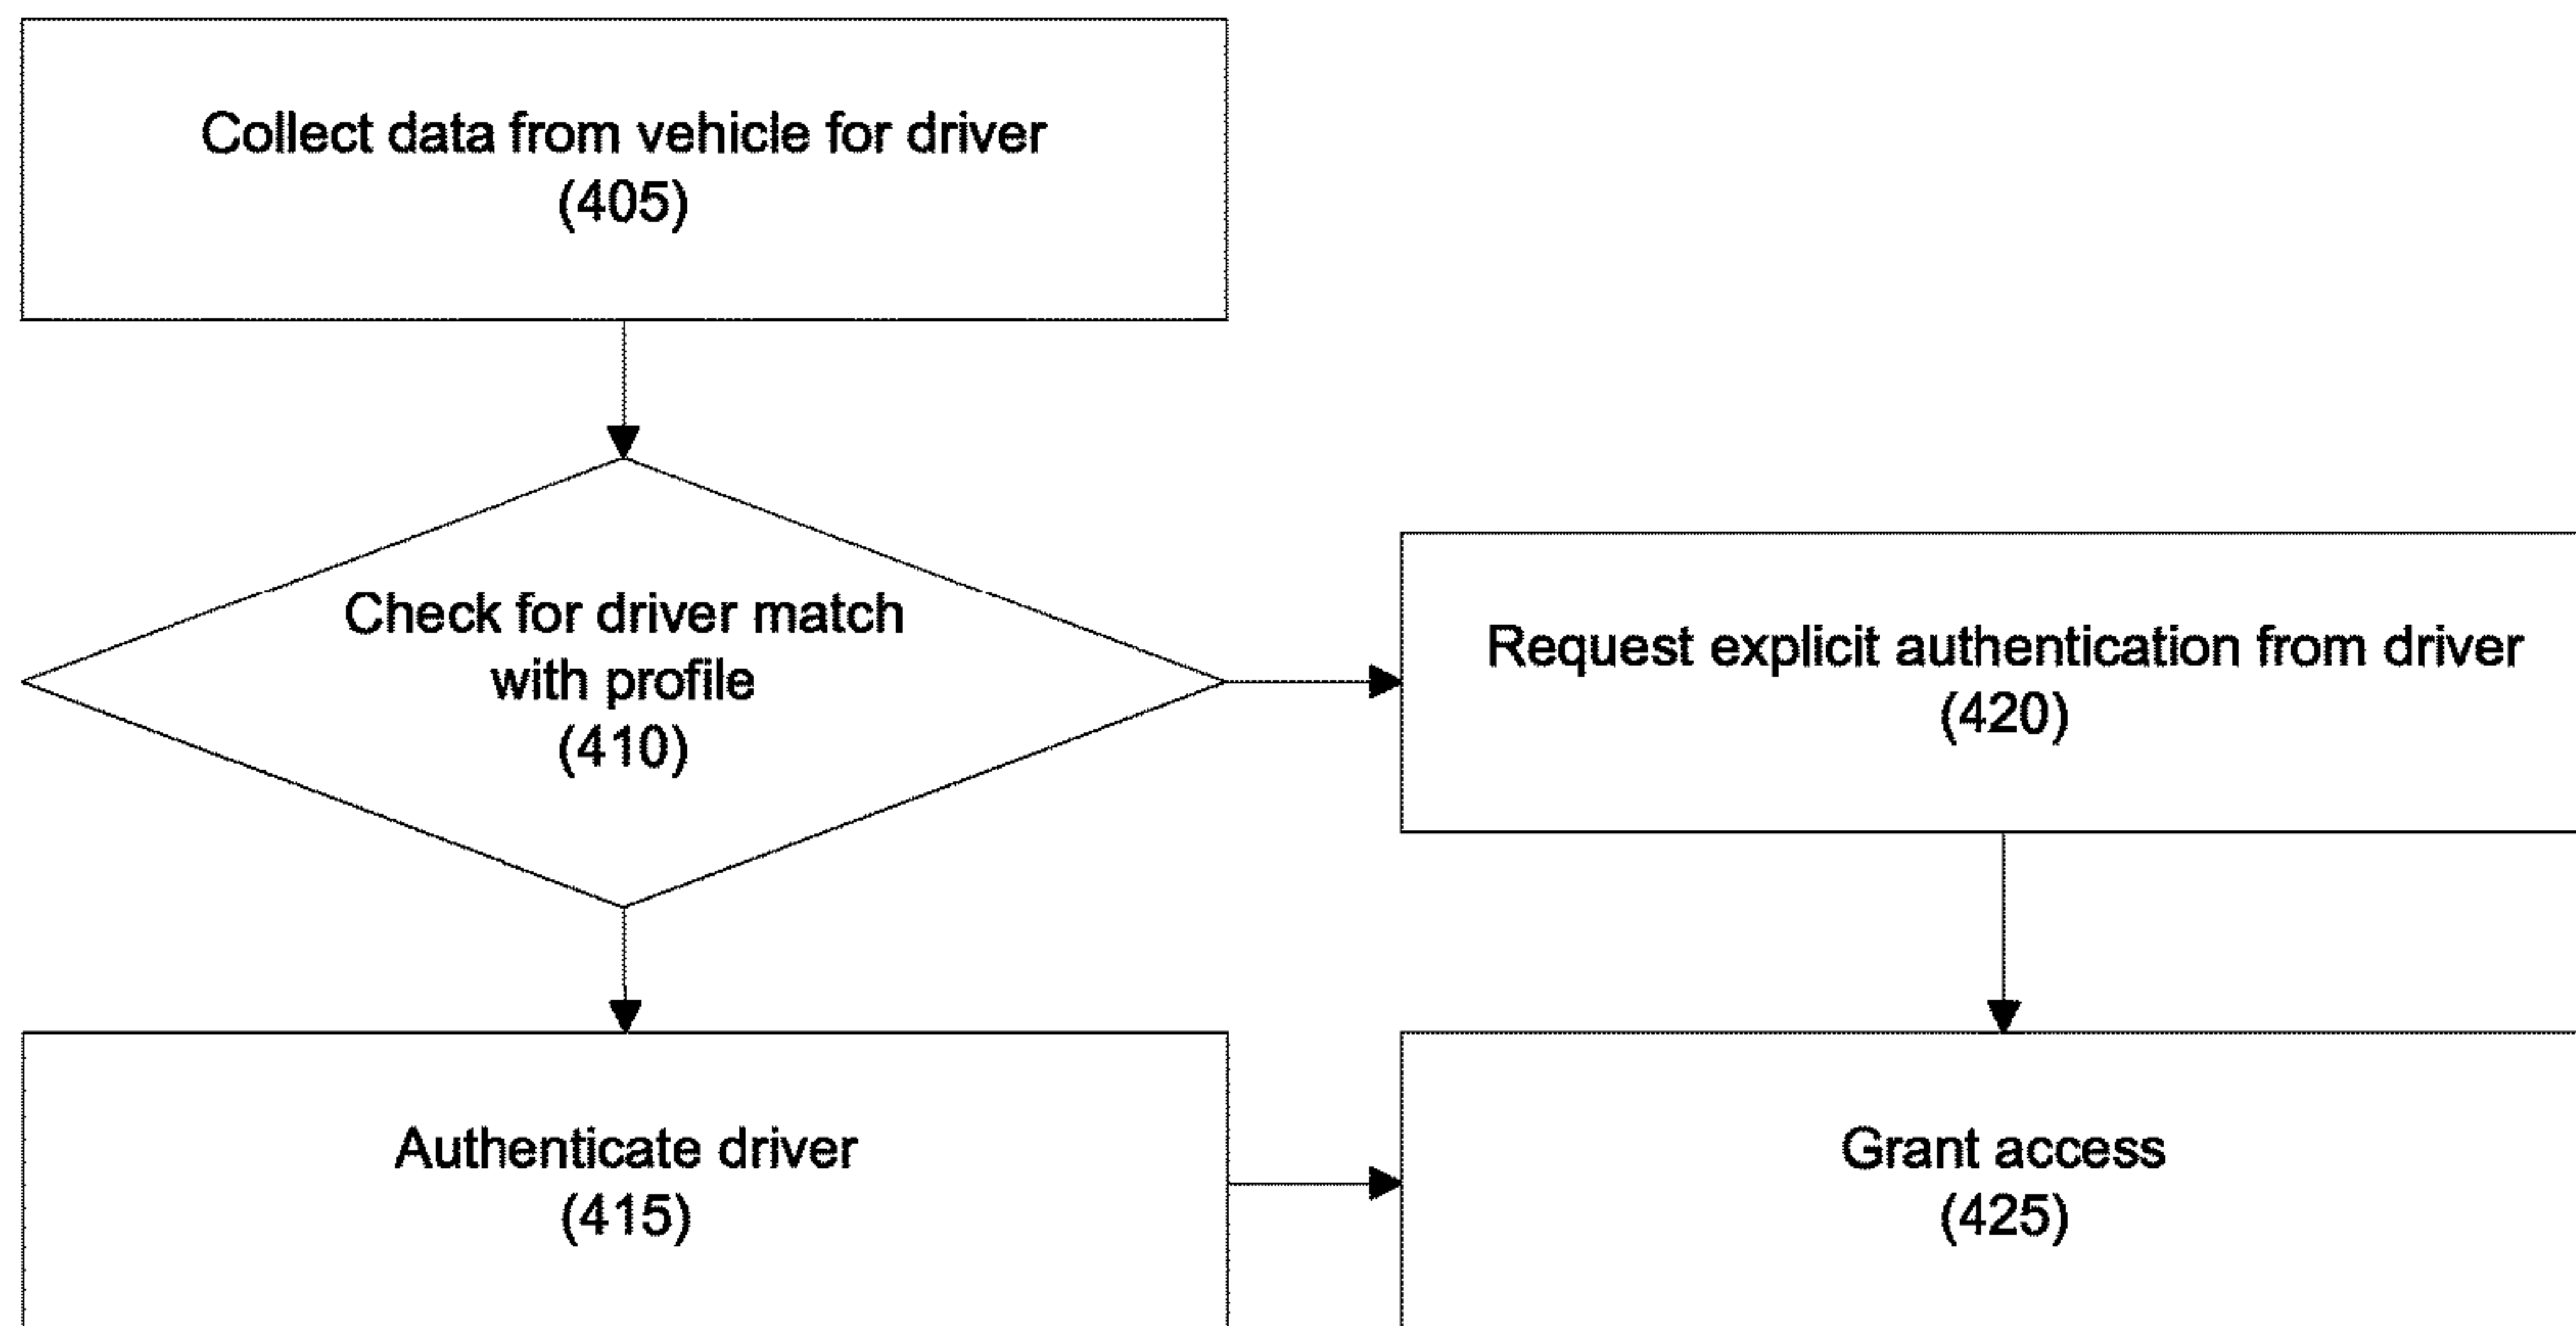 Collect data from vehicle for driver
(405)
Check for driver match
with profile
(410)
Request explicit authentication from driver
(420)
Authenticate driver
(415)
Grant access
(425)